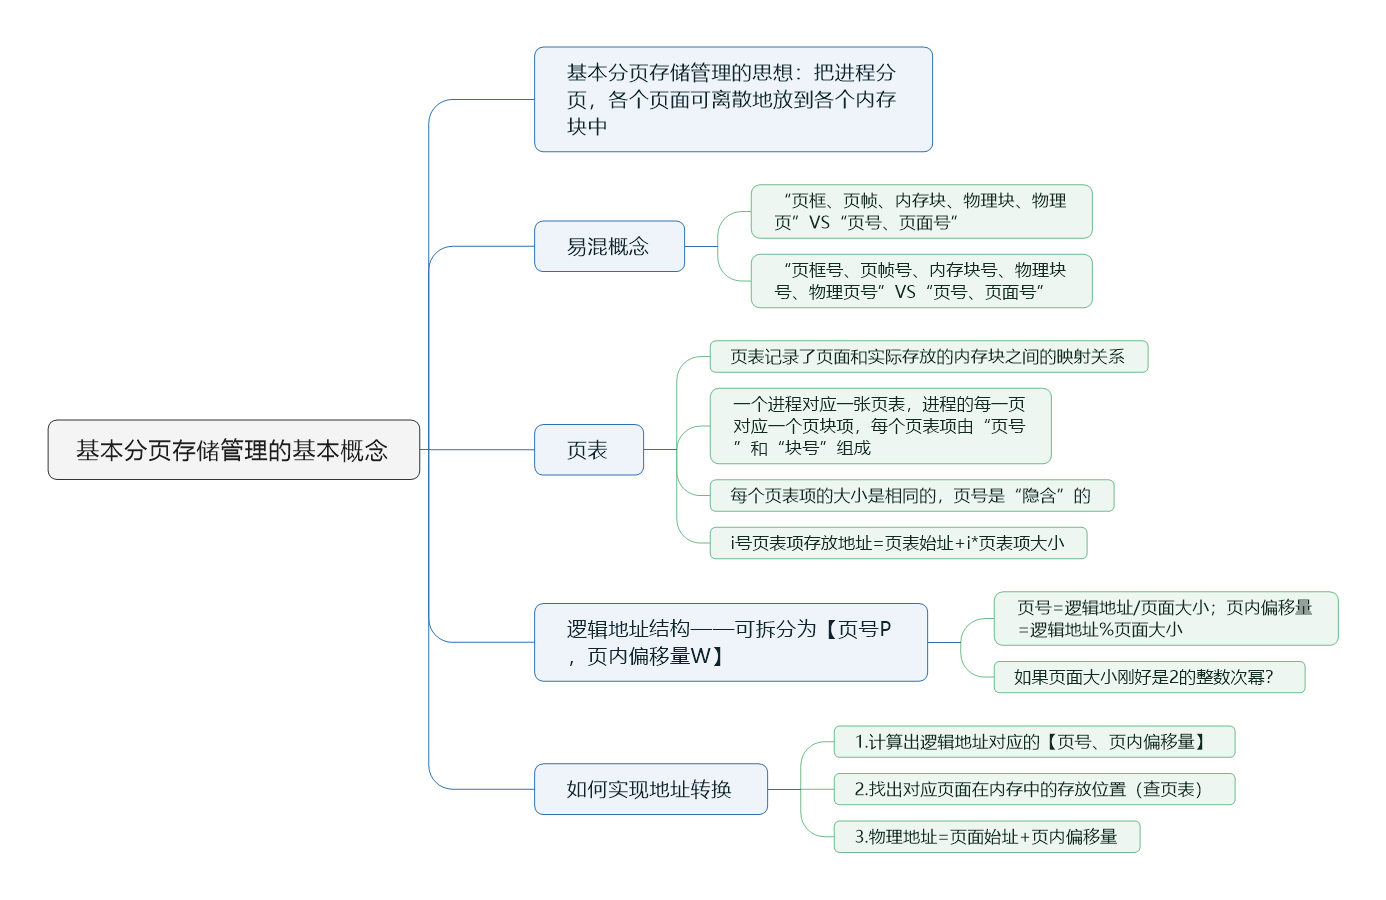 基本分页存储管理的思想：把进程分
页，各个页面可离散地放到各个内存
块中
“页框、页帧、内存块、物理块、物理
页”VS“页号、页面号”
易混概念
“页框号、页帧号、内存块号、物理块
号、物理页号”VS“页号、页面号”
页表记录了页面和实际存放的内存块之间的映射关系
一个进程对应一张页表，进程的每一页
对应一个页块项，每个页表项由“页号
”和“块号”组成
基本分页存储管理的基本概念
页表
每个页表项的大小是相同的，页号是“隐含”的
i号页表项存放地址=页表始址+i*页表项大小
逻辑地址结构——可拆分为【页号P
，页内偏移量W】
页号=逻辑地址/页面大小；页内偏移量
=逻辑地址%页面大小
如果页面大小刚好是2的整数次幂？
1.计算出逻辑地址对应的【页号、页内偏移量】
如何实现地址转换
2.找出对应页面在内存中的存放位置（查页表）
3.物理地址=页面始址+页内偏移量